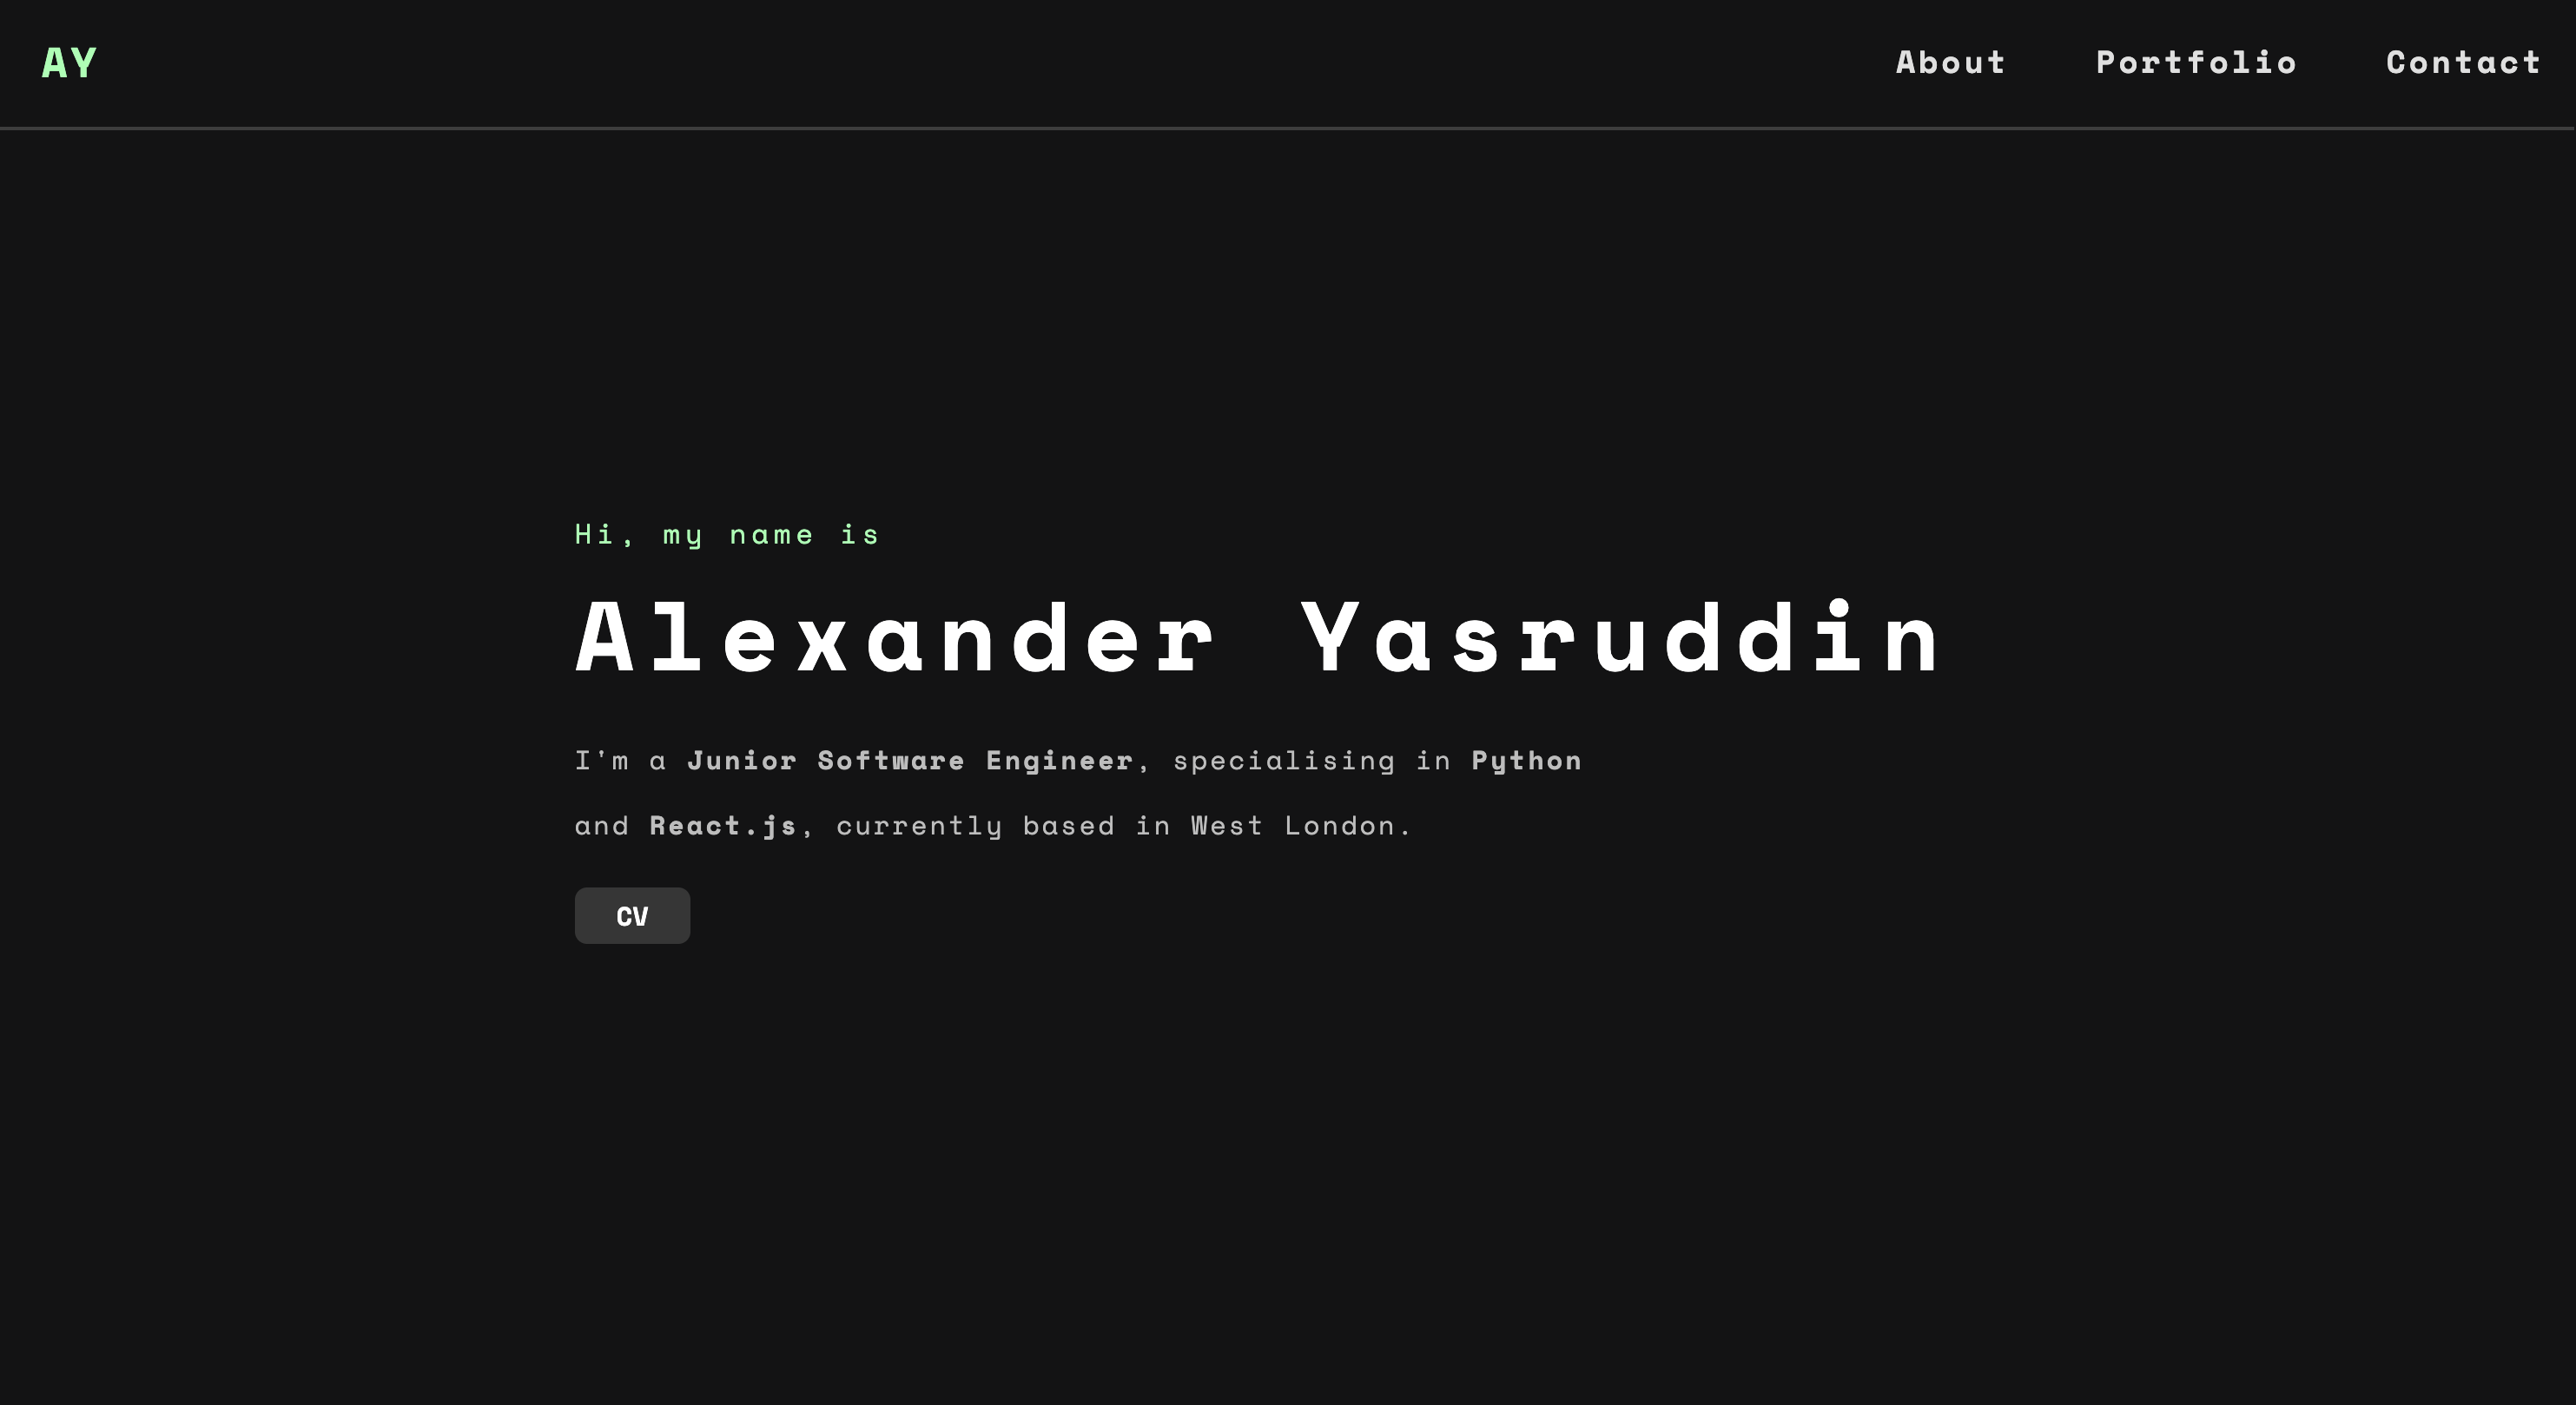 AY
About Portfolio Contact
Hi, my name is
Alexander Yasruddin
I'm a Junior Software Engineer, specialising in Python
and React.js, currently based in West London.
CV